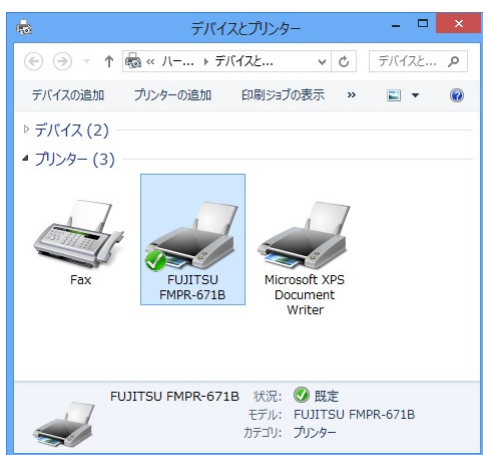 デバイスとプリンター
« ハー... ▸ デバイスと...
デバイスと...
デバイスの追加 プリンターの追加 印刷ジョブの表示 »
デバイス (2)
プリンター (3)
Fax
FUJITSU
FMPR-671B
Microsoft XPS
Document
Writer
FUJITSU FMPR-671B 状況: 既定
モデル: FUJITSU FMPR-671B
カテゴリ: プリンター